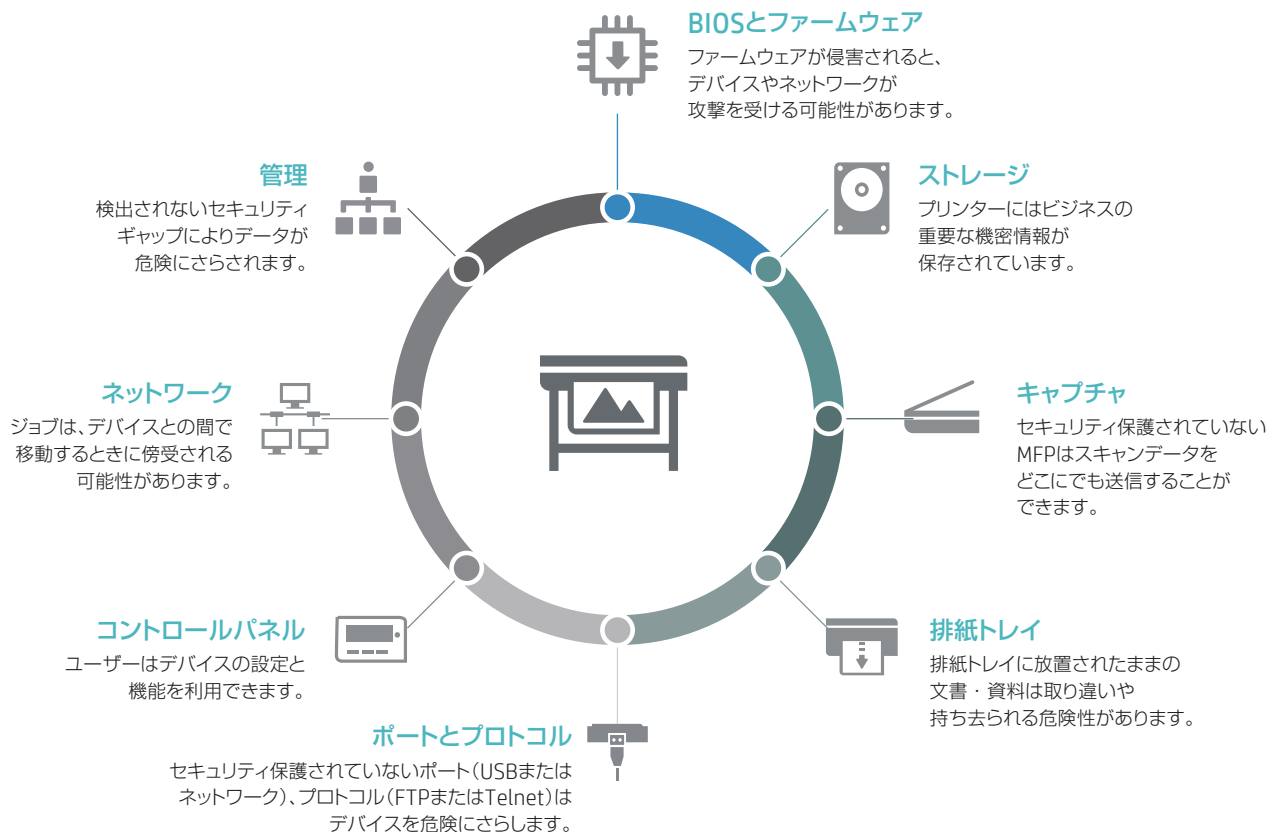 BIOSとファームウェア
ファームウェアが侵害されると、
デバイスやネットワークが
攻撃を受ける可能性があります。
ストレージ
プリンターにはビジネスの
重要な機密情報が
保存されています。
キャプチャ
セキュリティ保護されていない
MFPはスキャンデータを
どこにでも送信することが
できます。
排紙トレイ
排紙トレイに放置されたままの
文書・資料は取り違いや
持ち去られる危険性があります。
ポートとプロトコル
セキュリティ保護されていないポート(USBまたは
ネットワーク)、プロトコル(FTPまたはTelnet)は
デバイスを危険にさらします。
コントロールパネル
ユーザーはデバイスの設定と
機能を利用できます。
ネットワーク
ジョブは、デバイスとの間で
移動するときに傍受される
可能性があります。
管理
検出されないセキュリティ
ギャップによりデータが
危険にさらされます。